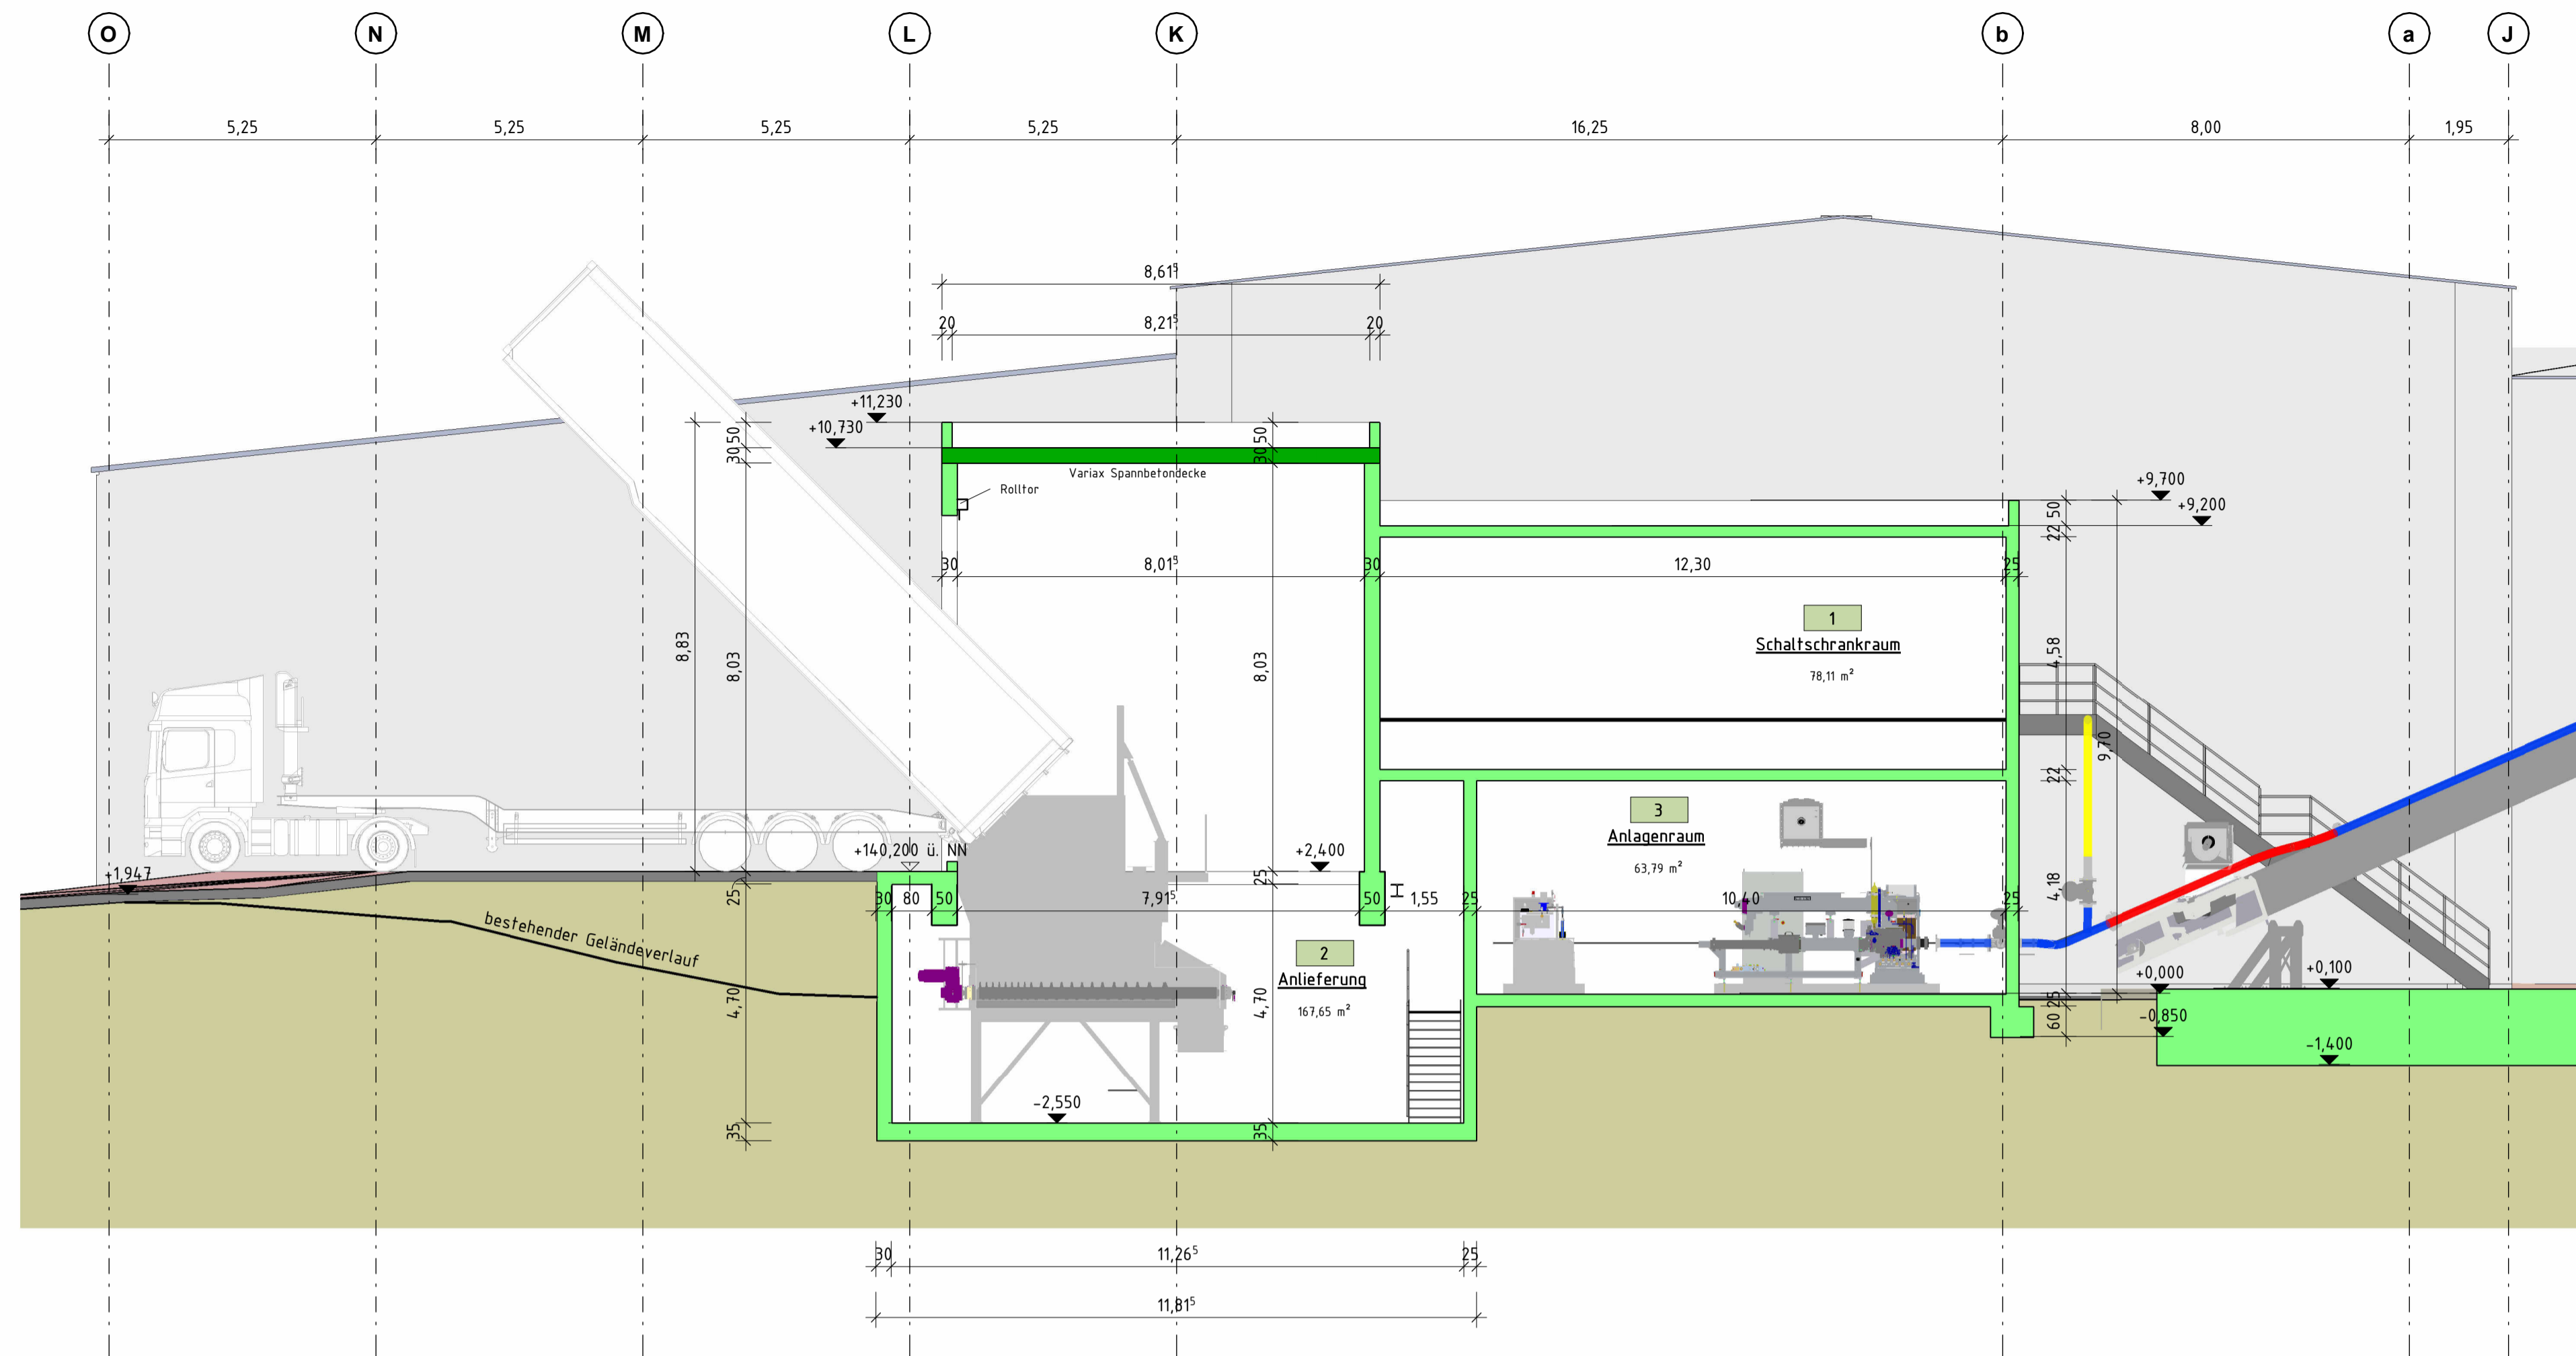 O N M L K b a J
5,25 5,25 5,25 5,25 16,25 8,00 1,95
8,61⁵
20 8,21⁵ 20
+11,230
+10,730
50 50
30 30
Variax Spannbetondecke
Rolltor
+9,700
+9,200
50
22
30 8,01⁵ 30 12,30 25
1
Schaltschrankraum
78,11 m²
8,83 8,03 8,03 4,58
9,70
22
3
Anlagenraum
63,79 m²
+140,200 ü. NN
+2,400
+1,947
25 25
30 80 50 7,91⁵ 50 1,55 25 10,40 25
4,18
bestehender Geländeverlauf
2
Anlieferung
167,65 m²
+0,000
+0,100
4,70 4,70
25
60
-0,850
-1,400
-2,550
35 35
30 11,26⁵ 25
11,81⁵